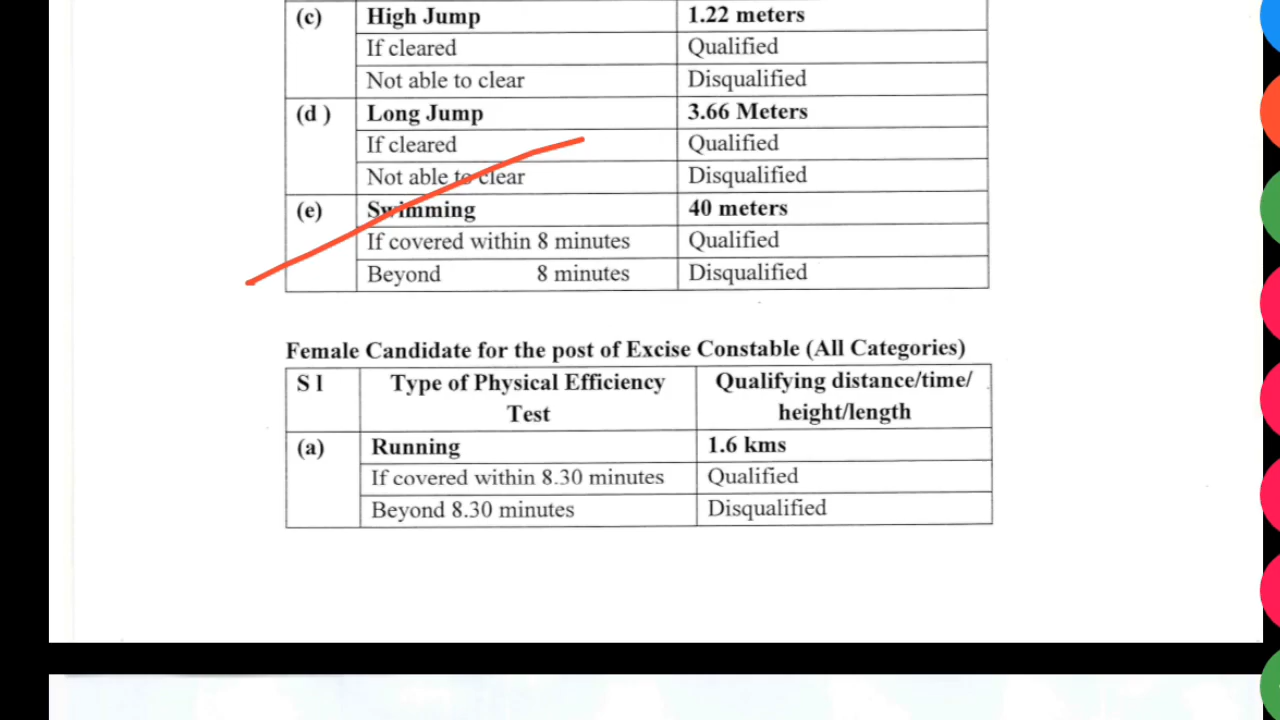 (c) High Jump 1.22 meters
If cleared Qualified
Not able to clear Disqualified
(d ) Long Jump 3.66 Meters
If cleared Qualified
Not able to clear Disqualified
(e) Swimming 40 meters
If covered within 8 minutes Qualified
Beyond 8 minutes Disqualified
Female Candidate for the post of Excise Constable (All Categories)
S l Type of Physical Efficiency Qualifying distance/time/
Test height/length
(a) Running 1.6 kms
If covered within 8.30 minutes Qualified
Beyond 8.30 minutes Disqualified